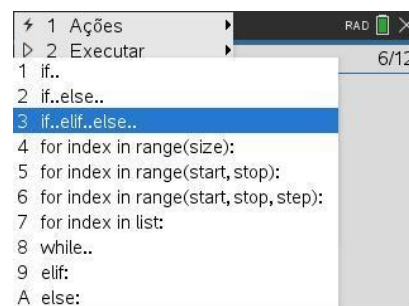 1 Ações
RAD
2 Executar
6/12
1 if..
2 if..else..
3 if..elif..else..
4 for index in range(size):
5 for index in range(start,stop):
6 for index in range(start,stop,step):
7 for index in list:
8 while..
9 elif:
A else: